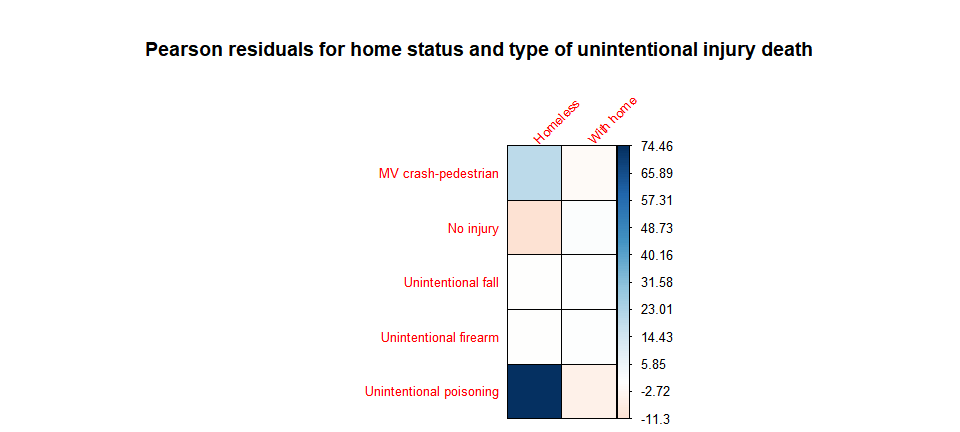 Pearson residuals for home status and type of unintentional injury death
Homeless
With home
MV crash-pedestrian
No injury
Unintentional fall
Unintentional firearm
Unintentional poisoning
74.46
65.89
57.31
48.73
40.16
31.58
23.01
14.43
5.85
-2.72
-11.3